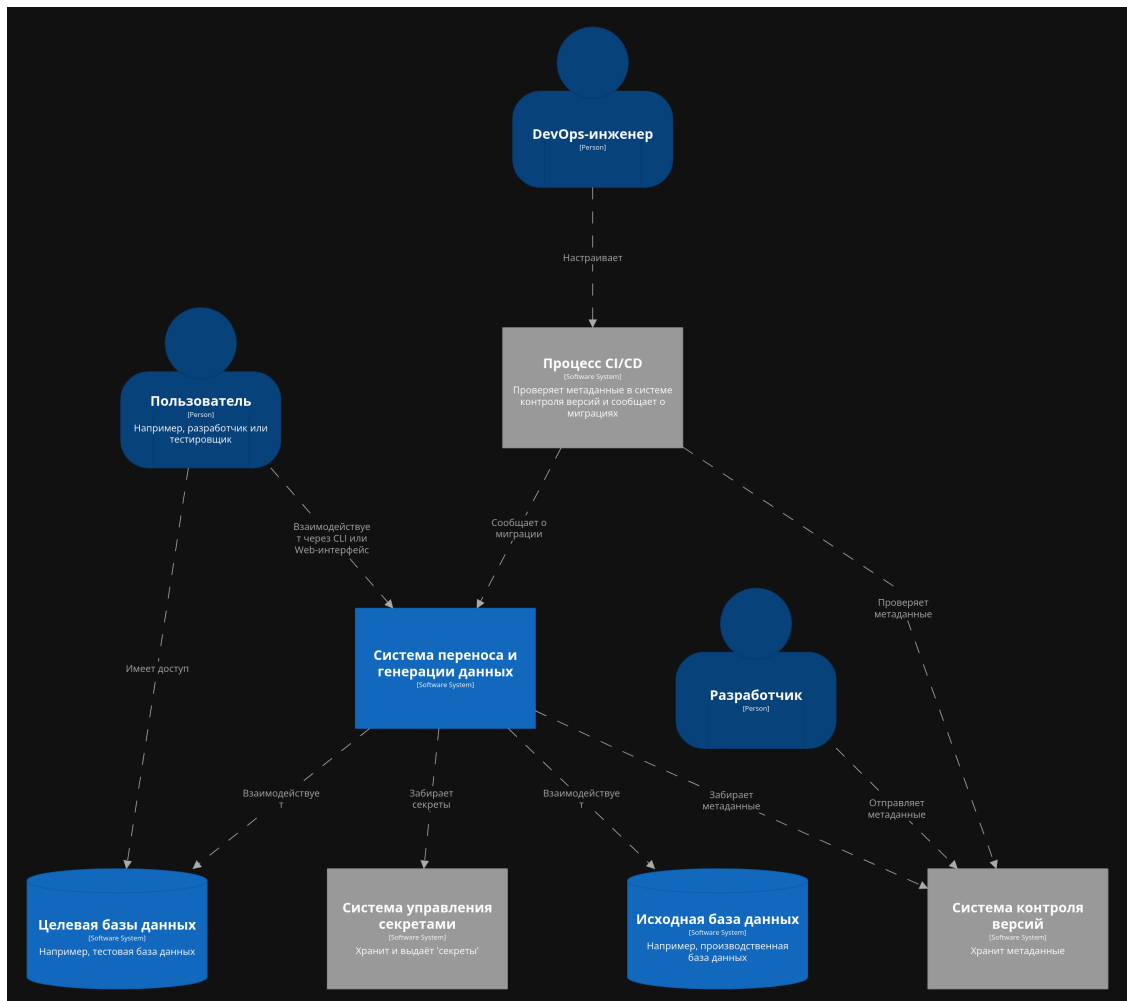 DevOps-инженер
[Person]
Настраивает
Процесс CI/CD
[Software System]
Проверяет метаданные в системе
контроля версий и сообщает о
миграциях
Пользователь
[Person]
Например, разработчик или
тестировщик
Взаимодействуе
т через CLI или
Web-интерфейс
Сообщает о
миграции
Проверяет
метаданные
Имеет доступ
Система переноса и
генерации данных
[Software System]
Разработчик
[Person]
Взаимодействуе
т
Забирает
секреты
Взаимодействуе
т
Забирает
метаданные
Отправляет
метаданные
Целевая базы данных
[Software System]
Например, тестовая база данных
Система управления
секретами
[Software System]
Хранит и выдаёт 'секреты'
Исходная база данных
[Software System]
Например, производственная
база данных
Система контроля
версий
[Software System]
Хранит метаданные